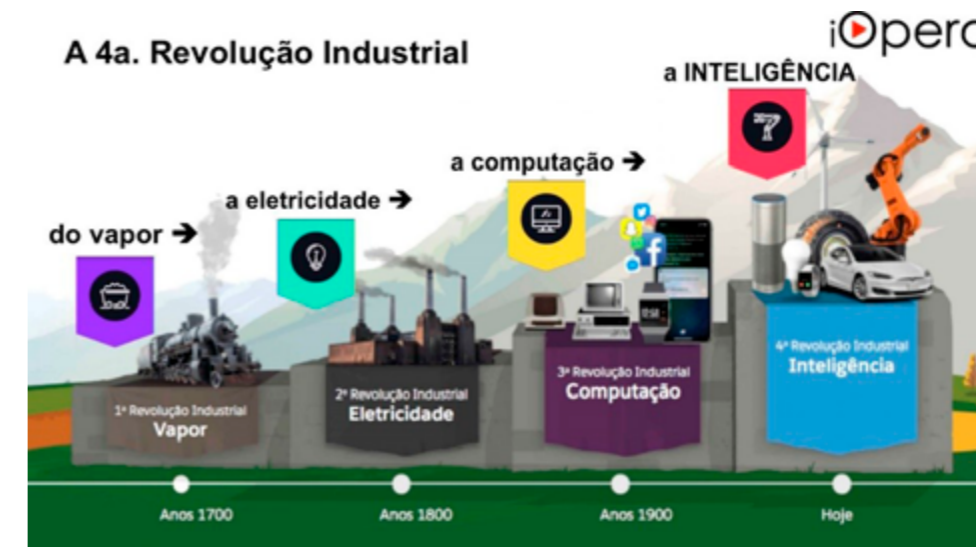 A 4a. Revolução Industrial
iOpera
a INTELIGÊNCIA
a computação →
a eletricidade →
do vapor →
1ª Revolução Industrial
Vapor
2ª Revolução Industrial
Eletricidade
3ª Revolução Industrial
Computação
4ª Revolução Industrial
Inteligência
Anos 1700
Anos 1800
Anos 1900
Hoje